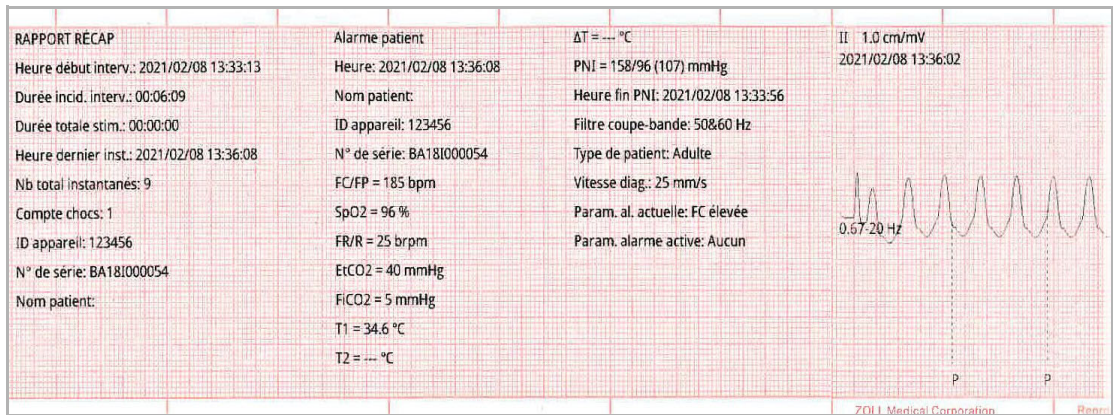 RAPPORT RÉCAP
Heure début interv.: 2021/02/08 13:33:13
Durée incid. interv.: 00:06:09
Durée totale stim.: 00:00:00
Heure dernier inst.: 2021/02/08 13:36:08
Nb total instantanés: 9
Compte chocs: 1
ID appareil: 123456
N° de série: BA18I000054
Nom patient:
Alarme patient
Heure: 2021/02/08 13:36:08
Nom patient:
ID appareil: 123456
N° de série: BA18I000054
FC/FP = 185 bpm
SpO2 = 96 %
FR/R = 25 brpm
EtCO2 = 40 mmHg
FiCO2 = 5 mmHg
T1 = 34.6 °C
T2 = --- °C
ΔT = --- °C
PNI = 158/96 (107) mmHg
Heure fin PNI: 2021/02/08 13:33:56
Filtre coupe-bande: 50&60 Hz
Type de patient: Adulte
Vitesse diag.: 25 mm/s
Param. al. actuelle: FC élevée
Param. alarme active: Aucun
II 1.0 cm/mV
2021/02/08 13:36:02
0.67-20 Hz
P P
ZOLL Medical Corporation